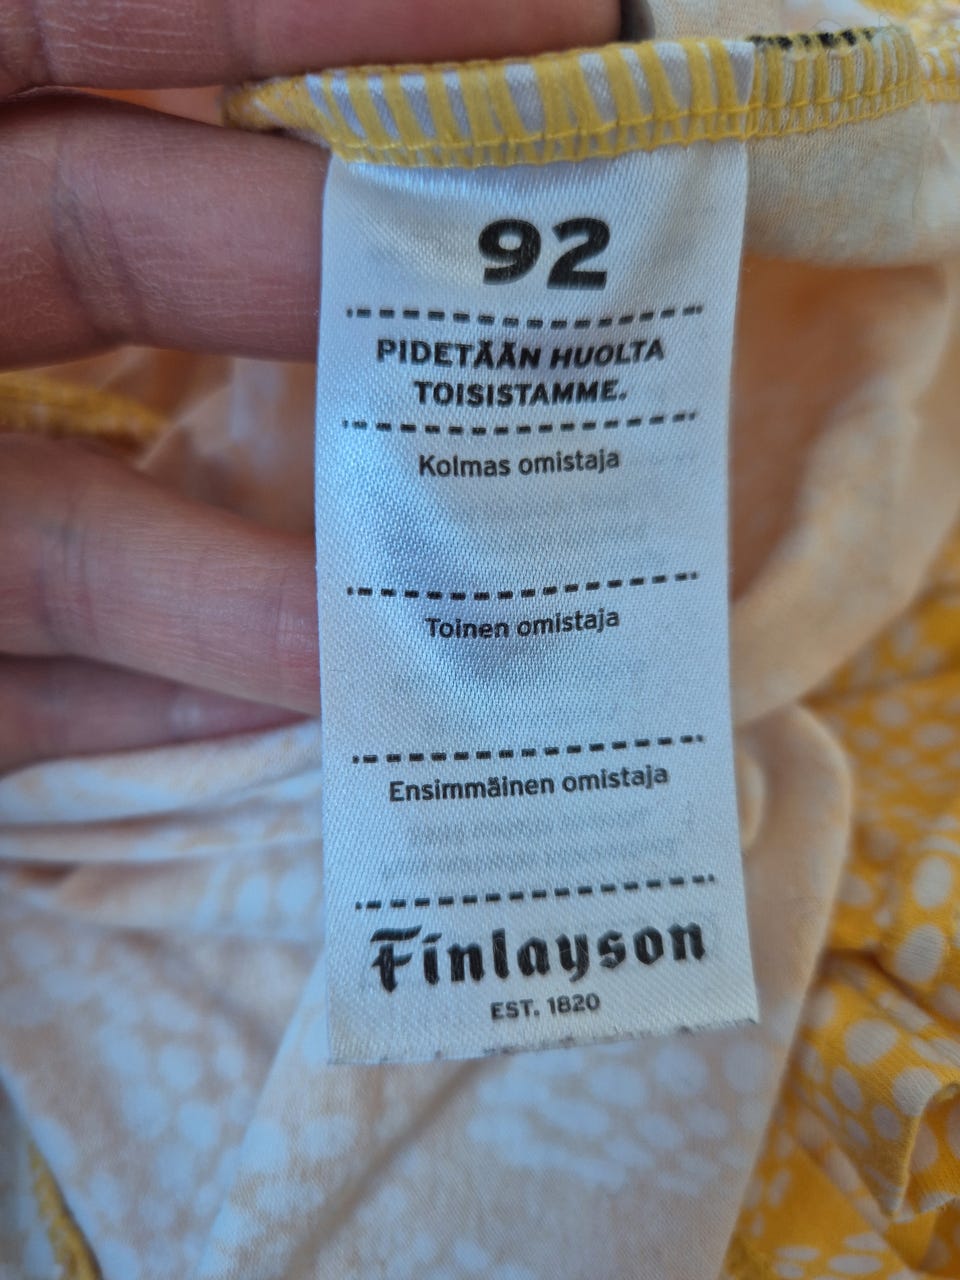 92
PIDETÄÄN HUOLTA
TOISISTAMME.
Kolmas omistaja
Toinen omistaja
Ensimmäinen omistaja
Finlayson
EST. 1820